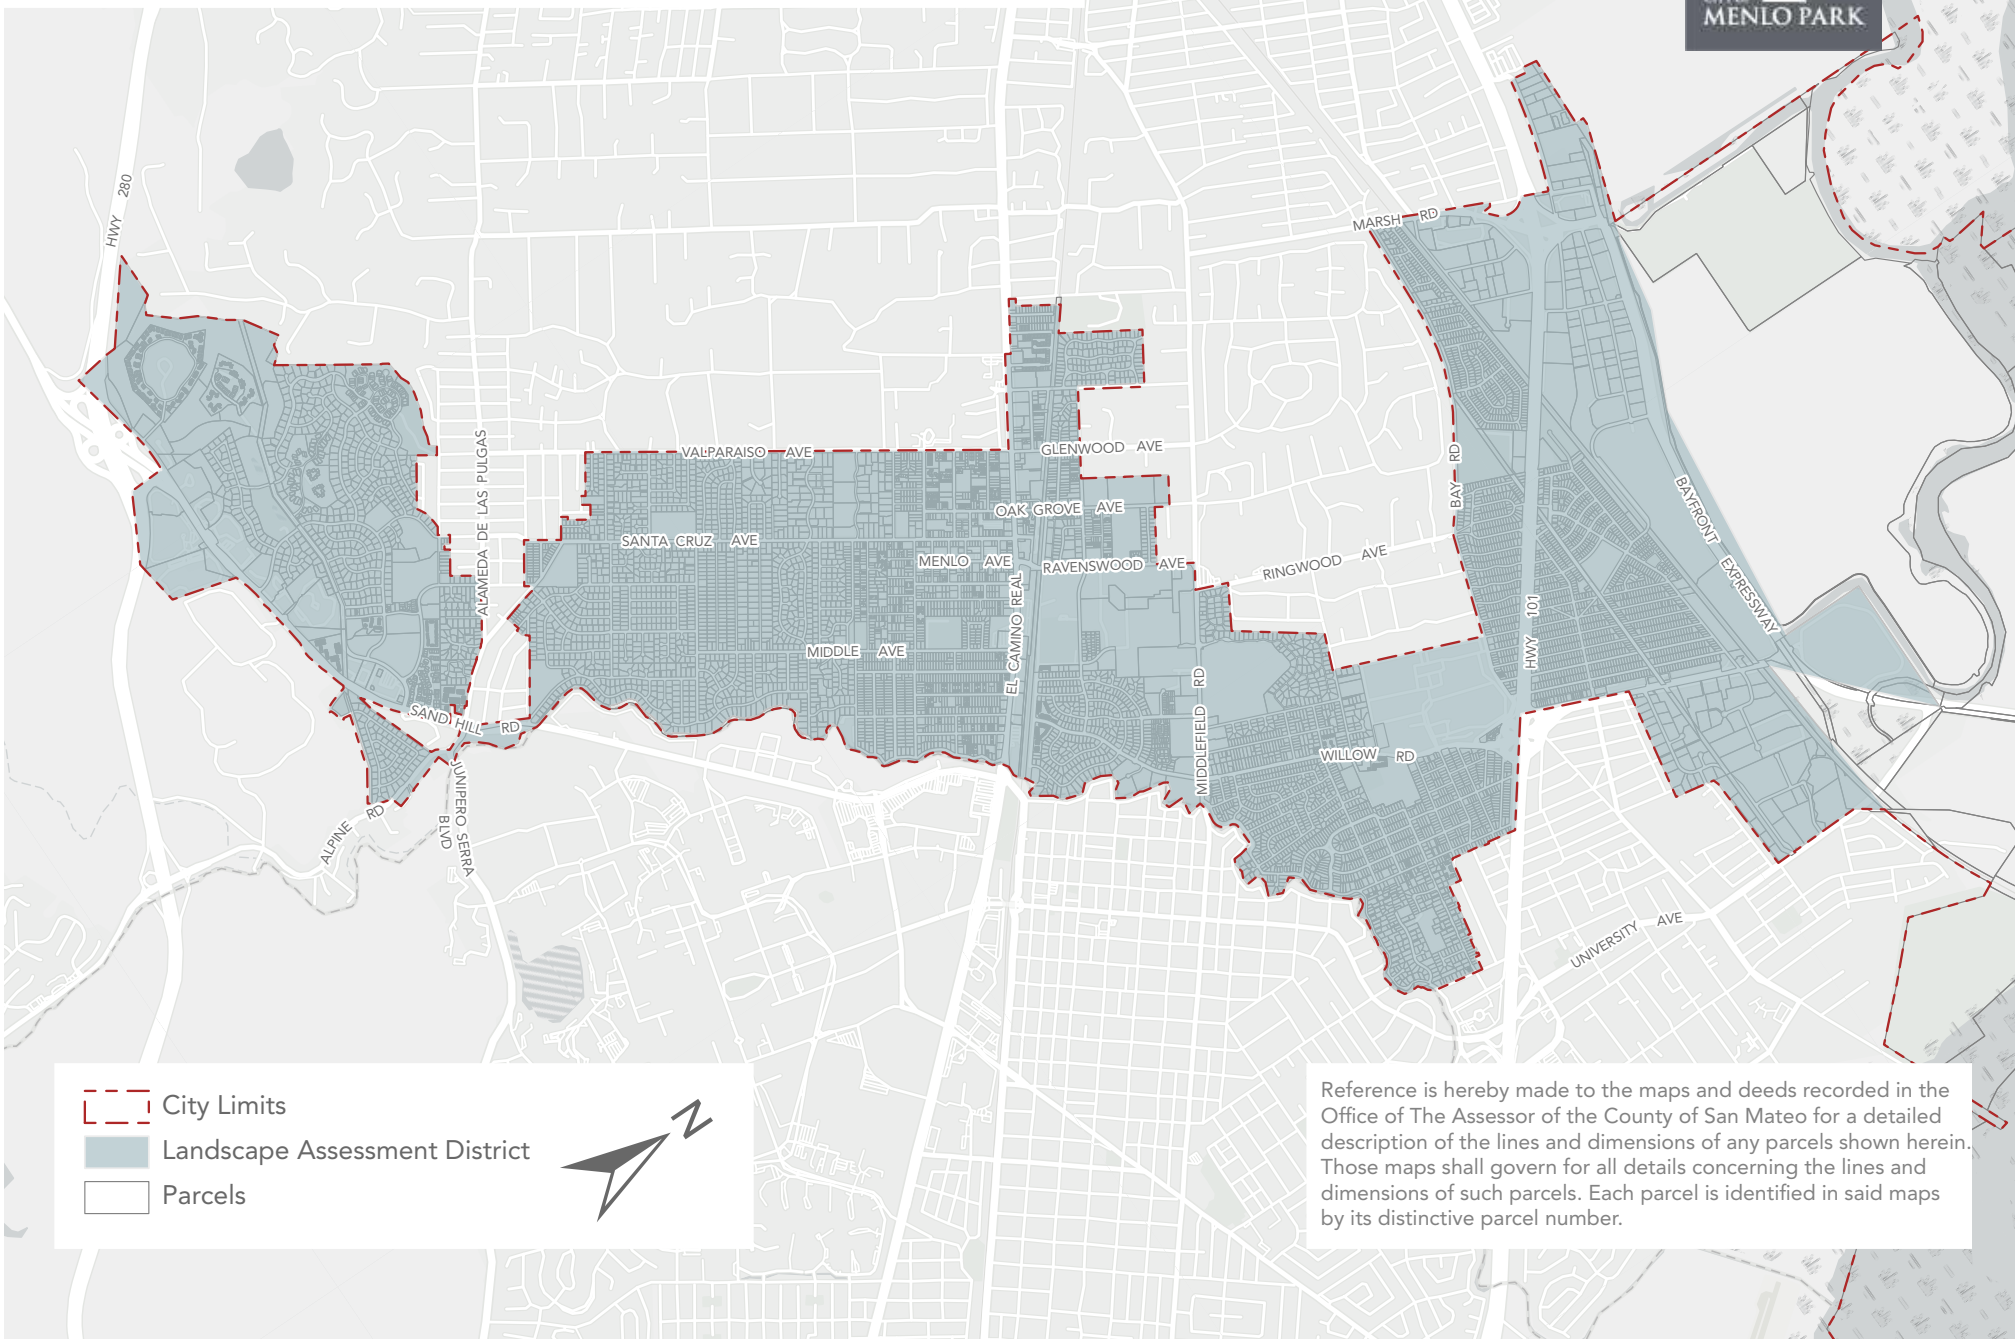 MENLO PARK
HWY 280
MARSH RD
VALPARAISO AVE
GLENWOOD AVE
ALAMEDA DE LAS PULGAS
BAY RD
OAK GROVE AVE
SANTA CRUZ AVE
MENLO AVE
RAVENSWOOD AVE
RINGWOOD AVE
BAYFRONT EXPRESSWAY
EL CAMINO REAL
HWY 101
MIDDLE AVE
MIDDLEFIELD RD
SAND HILL RD
WILLOW RD
JUNIPERO SERRA
BLVD
ALPINE RD
UNIVERSITY AVE
City Limits
Landscape Assessment District
Parcels
N
Reference is hereby made to the maps and deeds recorded in the
Office of The Assessor of the County of San Mateo for a detailed
description of the lines and dimensions of any parcels shown herein.
Those maps shall govern for all details concerning the lines and
dimensions of such parcels. Each parcel is identified in said maps
by its distinctive parcel number.